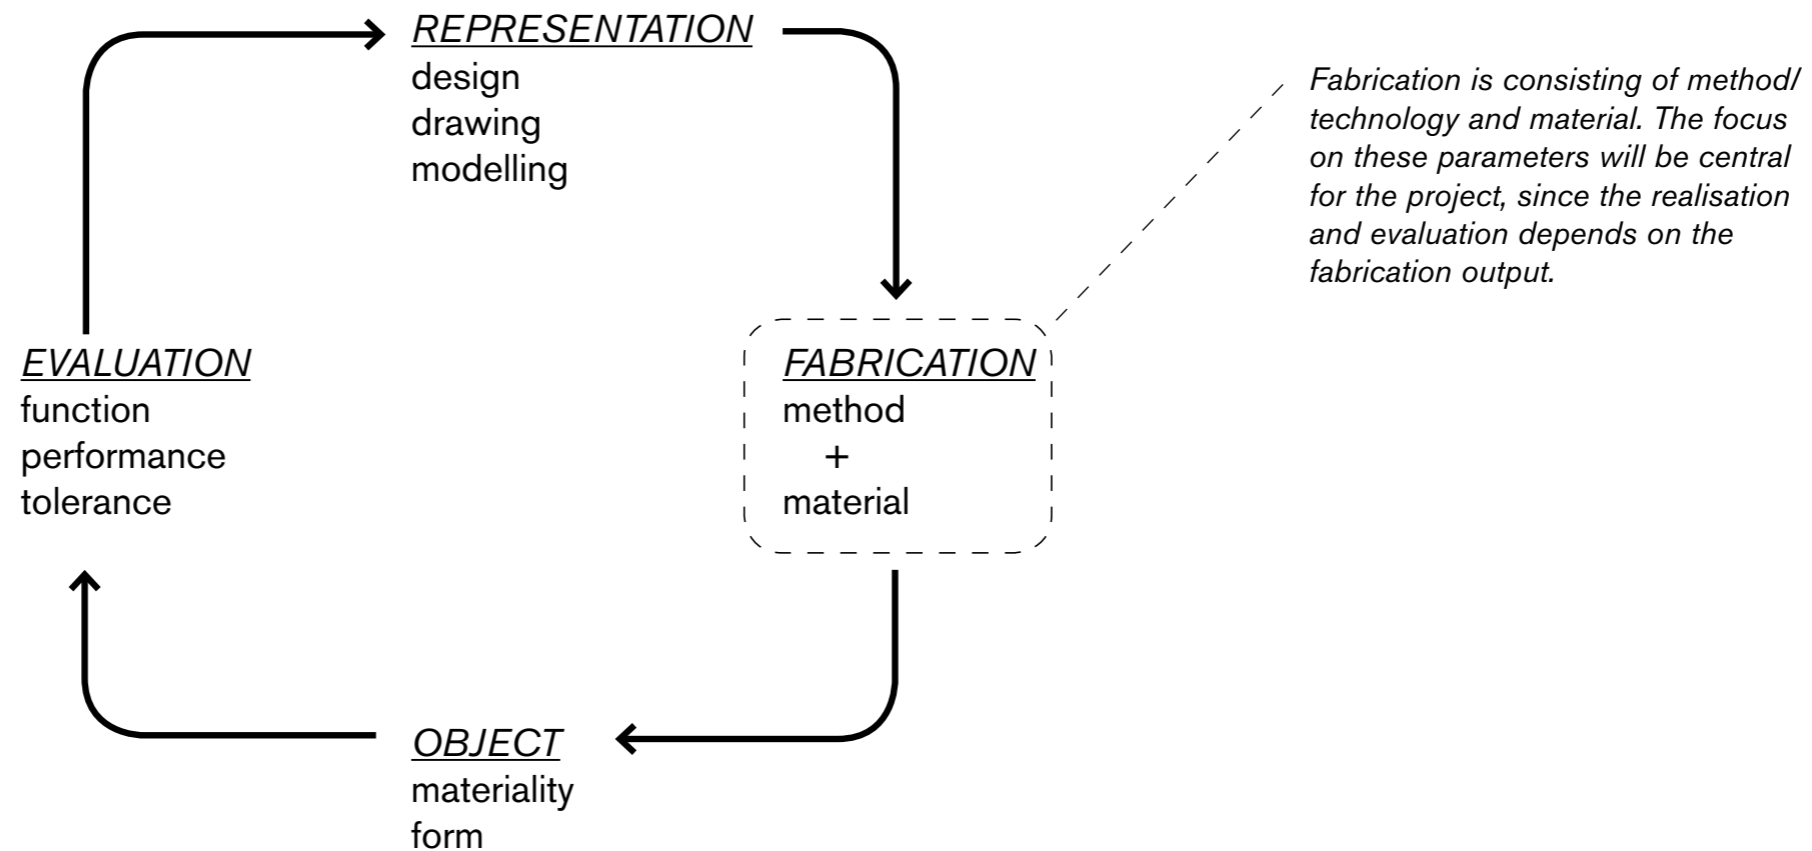 REPRESENTATION
design
drawing
modelling
Fabrication is consisting of method/
technology and material. The focus
on these parameters will be central
for the project, since the realisation
and evaluation depends on the
fabrication output.
EVALUATION
function
performance
tolerance
FABRICATION
method
+
material
OBJECT
materiality
form